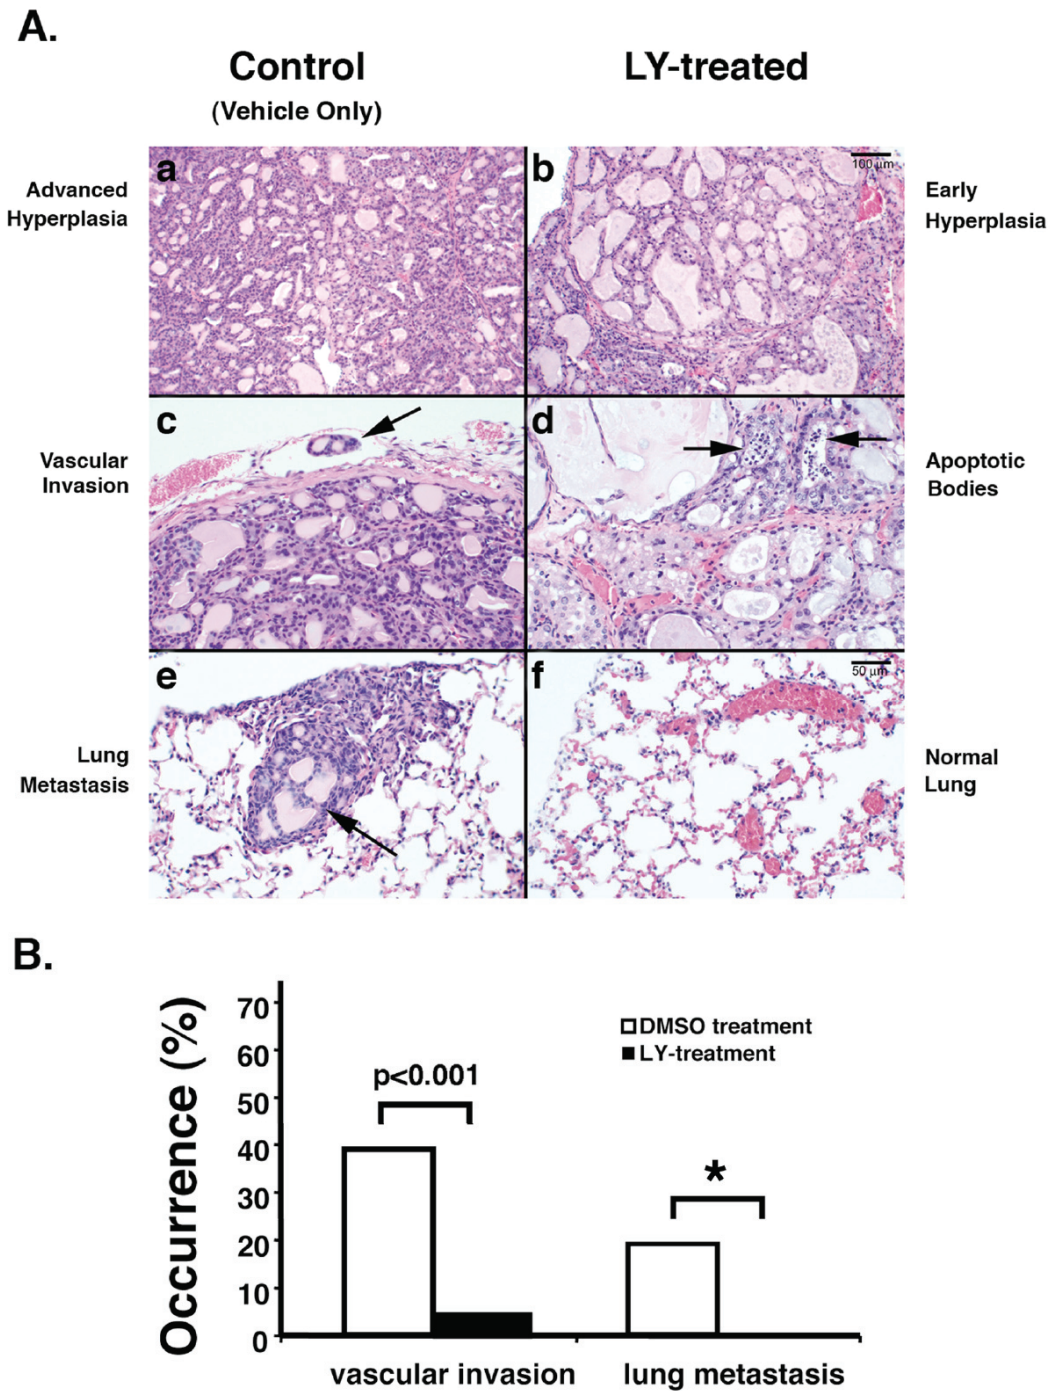 A.
Control
(Vehicle Only)
LY-treated
Advanced
Hyperplasia
a
b
100 µm
Early
Hyperplasia
Vascular
Invasion
c
d
Apoptotic
Bodies
Lung
Metastasis
e
f
50 µm
Normal
Lung
B.
Occurrence (%)
70
60
50
40
30
20
10
0
p<0.001
*
DMSO treatment
LY-treatment
vascular invasion
lung metastasis